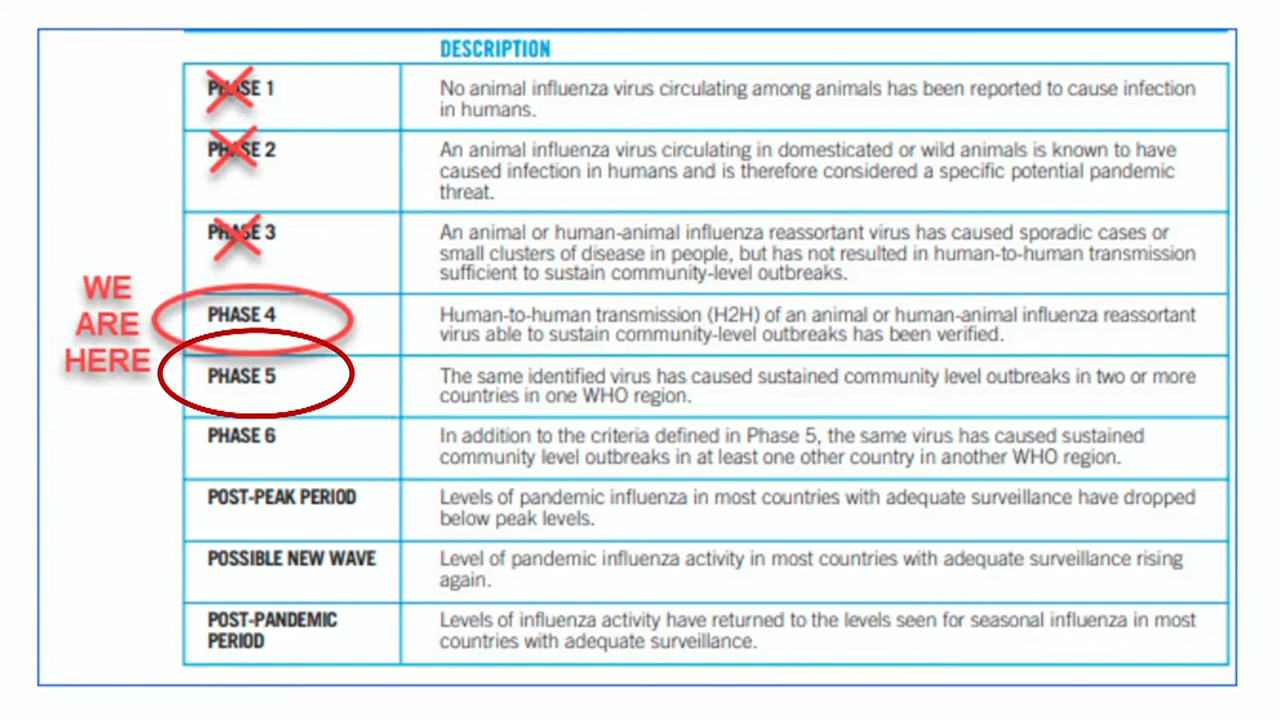 DESCRIPTION
PHASE 1
No animal influenza virus circulating among animals has been reported to cause infection
in humans.
PHASE 2
An animal influenza virus circulating in domesticated or wild animals is known to have
caused infection in humans and is therefore considered a specific potential pandemic
threat.
PHASE 3
An animal or human-animal influenza reassortant virus has caused sporadic cases or
small clusters of disease in people, but has not resulted in human-to-human transmission
sufficient to sustain community-level outbreaks.
WE
ARE
HERE
PHASE 4
Human-to-human transmission (H2H) of an animal or human-animal influenza reassortant
virus able to sustain community-level outbreaks has been verified.
PHASE 5
The same identified virus has caused sustained community level outbreaks in two or more
countries in one WHO region.
PHASE 6
In addition to the criteria defined in Phase 5, the same virus has caused sustained
community level outbreaks in at least one other country in another WHO region.
POST-PEAK PERIOD
Levels of pandemic influenza in most countries with adequate surveillance have dropped
below peak levels.
POSSIBLE NEW WAVE
Level of pandemic influenza activity in most countries with adequate surveillance rising
again.
POST-PANDEMIC
PERIOD
Levels of influenza activity have returned to the levels seen for seasonal influenza in most
countries with adequate surveillance.